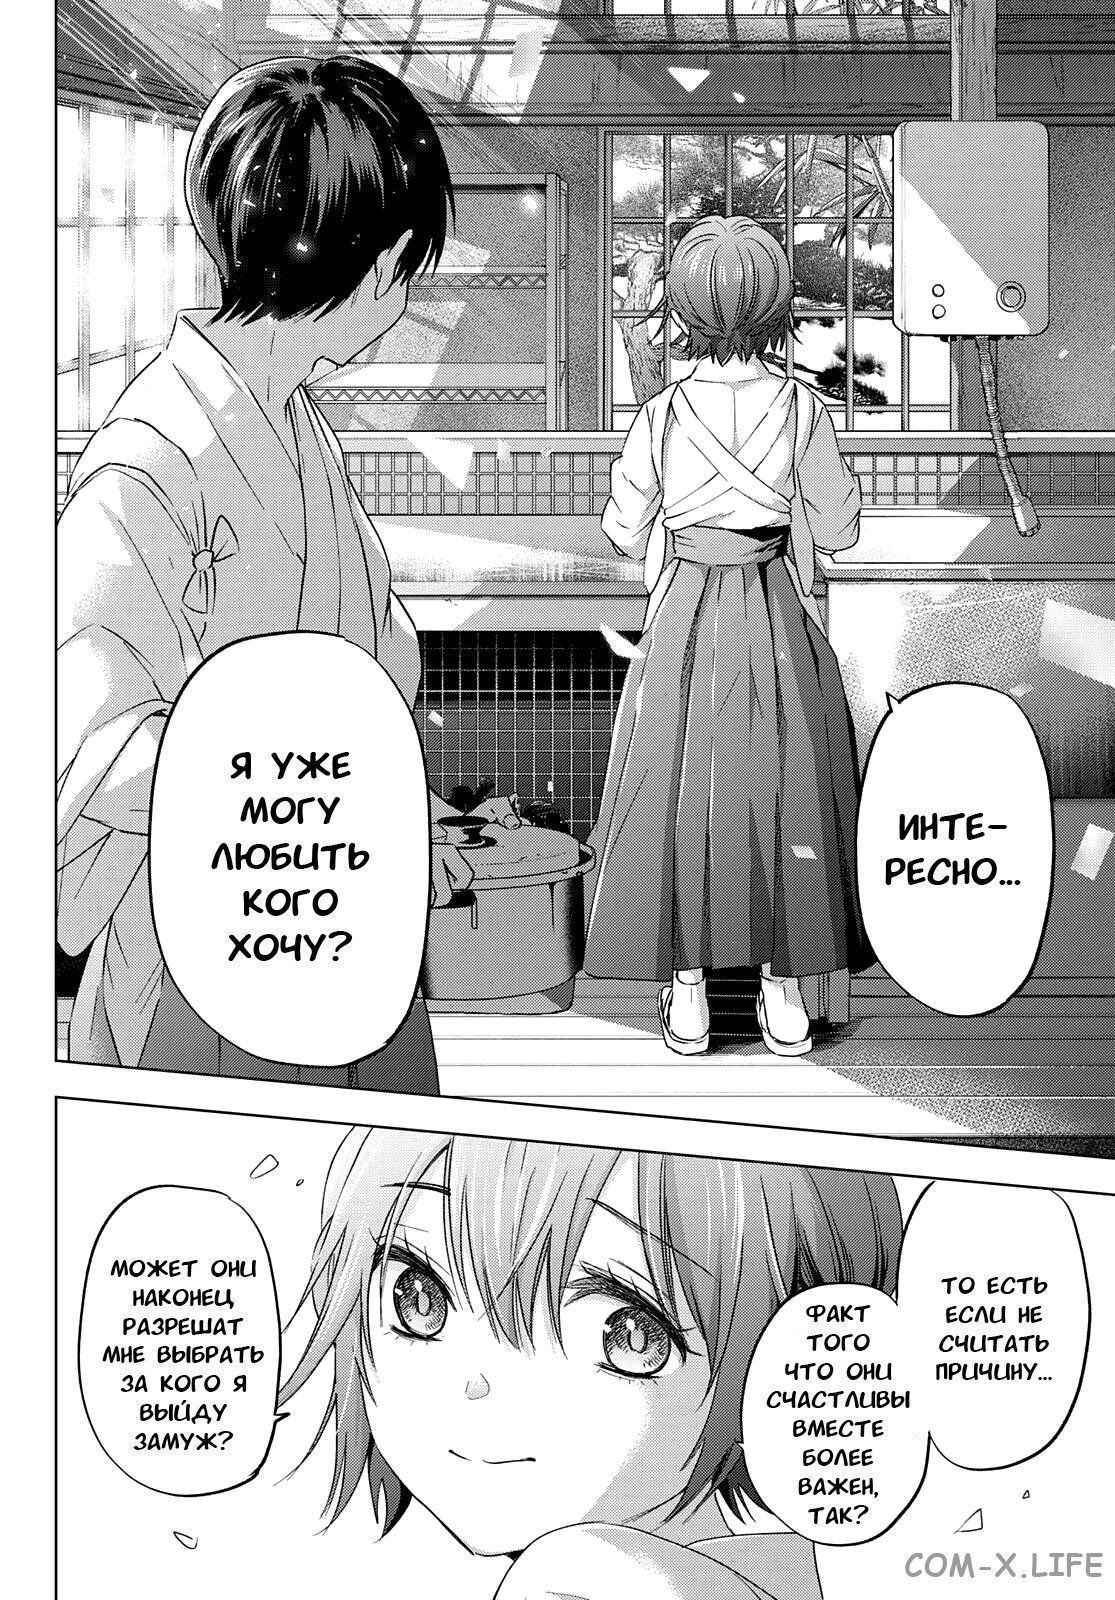 ИНТЕ-
РЕСНО...
Я УЖЕ
МОГУ
ЛЮБИТЬ
КОГО
ХОЧУ?
ТО ЕСТЬ
ЕСЛИ НЕ
СЧИТАТЬ
ПРИЧИНУ...
ФАКТ
ТОГО
ЧТО ОНИ
СЧАСТЛИВЫ
ВМЕСТЕ
БОЛЕЕ
ВАЖЕН,
ТАК?
МОЖЕТ ОНИ
НАКОНЕЦ
РАЗРЕШАТ
МНЕ ВЫБРАТЬ
ЗА КОГО Я
ВЫЙДУ
ЗАМУЖ?
COM-X.LIFE